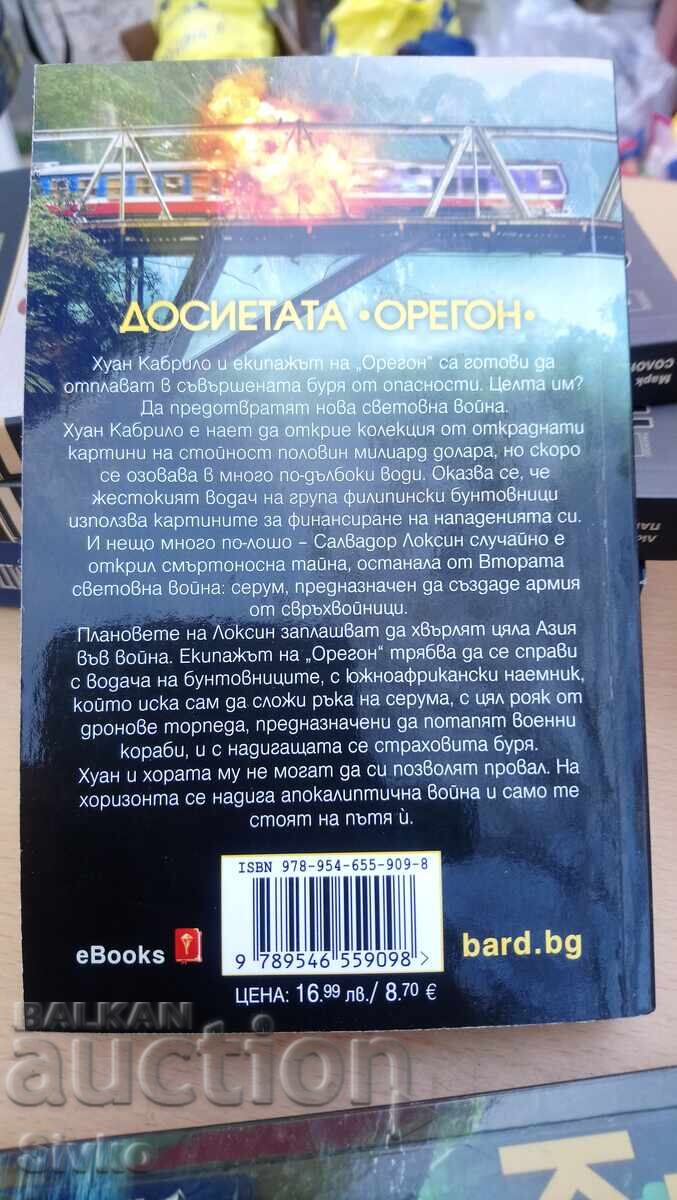 ДОСИЕТАТА •ОРЕГОН•
Хуан Кабрило и екипажът на „Орегон“ са готови да
отплават в съвършената буря от опасности. Целта им?
Да предотвратят нова световна война.
Хуан Кабрило е нает да открие колекция от откраднати
картини на стойност половин милиард долара, но скоро
се озовава в много по-дълбоки води. Оказва се, че
жестокият водач на група филипински бунтовници
използва картините за финансиране на нападенията си.
И нещо много по-лошо – Салвадор Локсин случайно е
открил смъртоносна тайна, останала от Втората
световна война: серум, предназначен да създаде армия
от свръхвойници.
Плановете на Локсин заплашват да хвърлят цяла Азия
във война. Екипажът на „Орегон“ трябва да се справи
с водача на бунтовниците, с южноафрикански наемник,
който иска сам да сложи ръка на серума, с цял рояк от
дронове торпеда, предназначени да потапят военни
кораби, и с надигащата се страховита буря.
Хуан и хората му не могат да си позволят провал. На
хоризонта се надига апокалиптична война и само те
стоят на пътя ѝ.
ISBN 978-954-655-909-8
eBooks
bard.bg
9 789546 559098 >
ЦЕНА: 16.99 лв./ 8.70 €
BALKAN
auction
Sivko
Марк
СОЛОН